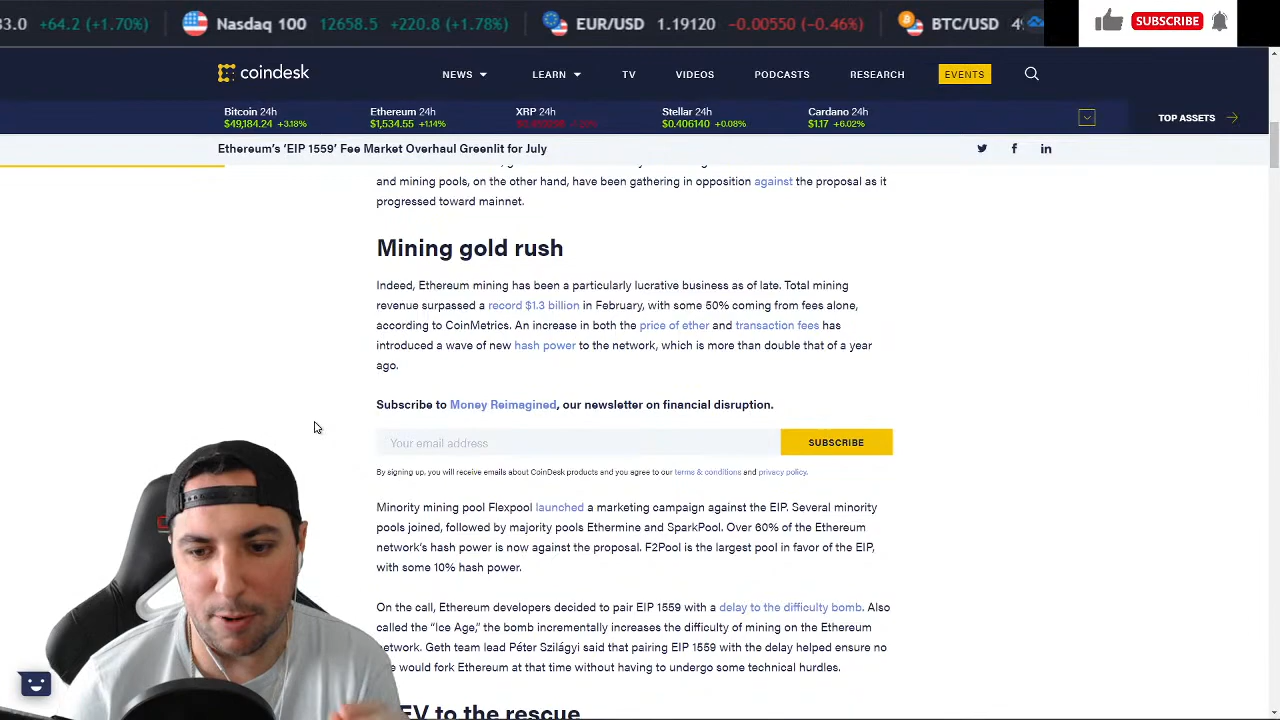 33.0 +64.2 (+1.70%) Nasdaq 100 12658.5 +220.8 (+1.78%) EUR/USD 1.19120 -0.00550 (-0.46%) BTC/USD
SUBSCRIBE
coindesk NEWS LEARN TV VIDEOS PODCASTS RESEARCH EVENTS
Bitcoin 24h Ethereum 24h XRP 24h Stellar 24h Cardano 24h
$49,184.24 +3.18% $1,534.55 +1.14% $0.406140 +0.08% $1.17 +6.02%
TOP ASSETS
Ethereum's 'EIP 1559' Fee Market Overhaul Greenlit for July
and mining pools, on the other hand, have been gathering in opposition against the proposal as it
progressed toward mainnet.
Mining gold rush
Indeed, Ethereum mining has been a particularly lucrative business as of late. Total mining
revenue surpassed a record $1.3 billion in February, with some 50% coming from fees alone,
according to CoinMetrics. An increase in both the price of ether and transaction fees has
introduced a wave of new hash power to the network, which is more than double that of a year
ago.
Subscribe to Money Reimagined, our newsletter on financial disruption.
Your email address SUBSCRIBE
By signing up, you will receive emails about CoinDesk products and you agree to our terms & conditions and privacy policy.
Minority mining pool Flexpool launched a marketing campaign against the EIP. Several minority
pools joined, followed by majority pools Ethermine and SparkPool. Over 60% of the Ethereum
network's hash power is now against the proposal. F2Pool is the largest pool in favor of the EIP,
with some 10% hash power.
On the call, Ethereum developers decided to pair EIP 1559 with a delay to the difficulty bomb. Also
called the "Ice Age," the bomb incrementally increases the difficulty of mining on the Ethereum
network. Geth team lead Péter Szilágyi said that pairing EIP 1559 with the delay helped ensure no
would fork Ethereum at that time without having to undergo some technical hurdles.
to the rescue